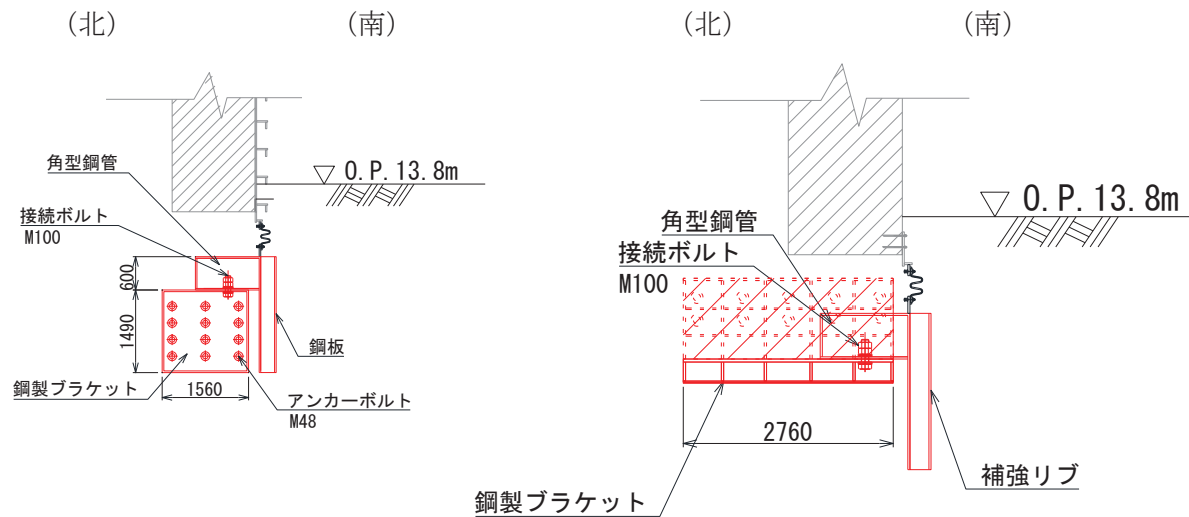 (北)
(南)
角型鋼管
O.P.13.8m
接続ボルト
M100
600
1490
鋼板
鋼製ブラケット
1560
アンカーボルト
M48
(北)
(南)
O.P.13.8m
角型鋼管
接続ボルト
M100
2760
補強リブ
鋼製ブラケット